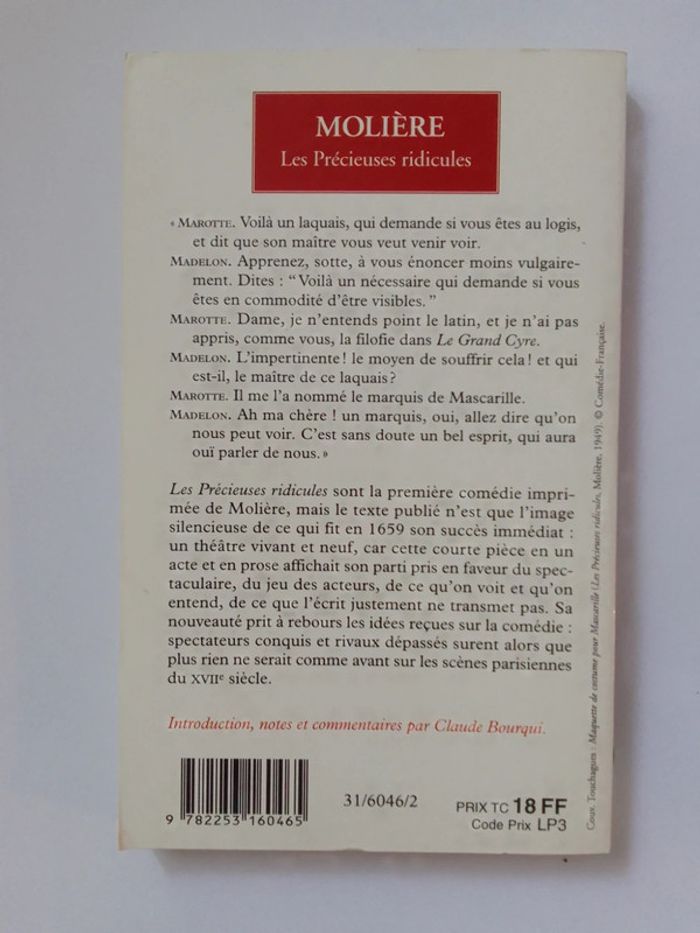 MOLIÈRE
Les Précieuses ridicules
« MAROTTE. Voilà un laquais, qui demande si vous êtes au logis,
et dit que son maître vous veut venir voir.
MADELON. Apprenez, sotte, à vous énoncer moins vulgaire-
ment. Dites : “Voilà un nécessaire qui demande si vous
êtes en commodité d’être visibles.”
MAROTTE. Dame, je n’entends point le latin, et je n’ai pas
appris, comme vous, la filofie dans Le Grand Cyre.
MADELON. L’impertinente ! le moyen de souffrir cela ! et qui
est-il, le maître de ce laquais ?
MAROTTE. Il me l’a nommé le marquis de Mascarille.
MADELON. Ah ma chère ! un marquis, oui, allez dire qu’on
nous peut voir. C’est sans doute un bel esprit, qui aura
ouï parler de nous. »
Les Précieuses ridicules sont la première comédie impri-
mée de Molière, mais le texte publié n’est que l’image
silencieuse de ce qui fit en 1659 son succès immédiat :
un théâtre vivant et neuf, car cette courte pièce en un
acte et en prose affichait son parti pris en faveur du spec-
taculaire, du jeu des acteurs, de ce qu’on voit et qu’on
entend, de ce que l’écrit justement ne transmet pas. Sa
nouveauté prit à rebours les idées reçues sur la comédie :
spectateurs conquis et rivaux dépassés surent alors que
plus rien ne serait comme avant sur les scènes parisiennes
du XVIIe siècle.
Introduction, notes et commentaires par Claude Bourqui.
9 782253 160465
31/6046/2
PRIX TC 18 FF
Code Prix LP3
Couv. Touchagues : Maquette de costume pour Mascarille (Les Précieuses ridicules, Molière, 1949). © Comédie-Française.